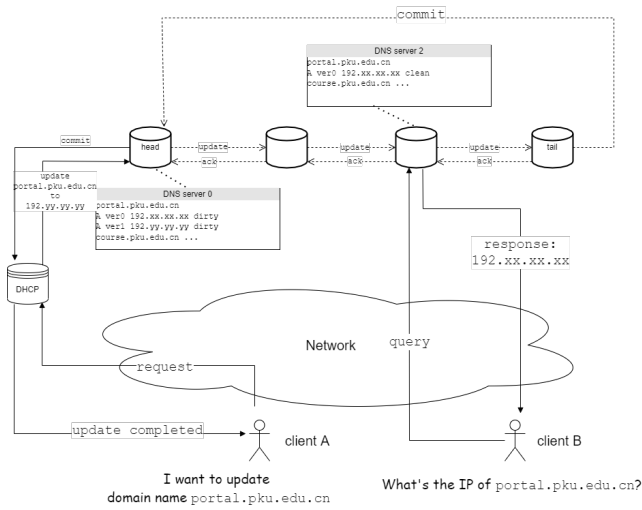 commit
DNS server 2
portal.pku.edu.cn
A ver0 192.xx.xx.xx clean
course.pku.edu.cn ...
commit
head
update
update
update
tail
ack
ack
ack
update
portal.pku.edu.cn
to
192.yy.yy.yy
DNS server 0
portal.pku.edu.cn
A ver0 192.xx.xx.xx dirty
A ver1 192.yy.yy.yy dirty
course.pku.edu.cn ...
response:
192.xx.xx.xx
DHCP
Network
query
request
update completed
client A
client B
I want to update
domain name portal.pku.edu.cn
What's the IP of portal.pku.edu.cn?